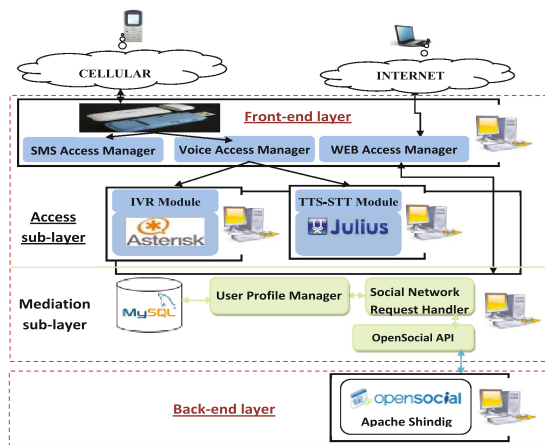 CELLULAR
INTERNET
Front-end layer
SMS Access Manager
Voice Access Manager
WEB Access Manager
Access
sub-layer
IVR Module
Asterisk
TTS-STT Module
Julius
Mediation
sub-layer
MySQL
User Profile Manager
Social Network
Request Handler
OpenSocial API
Back-end layer
opensocial
Apache Shindig